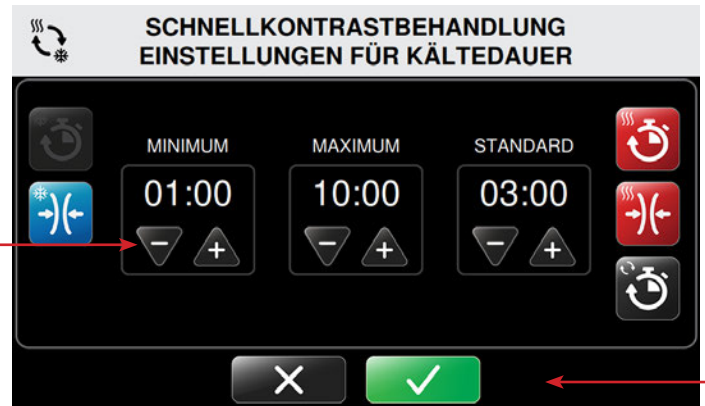 SCHNELLKONTRASTBEHANDLUNG
EINSTELLUNGEN FÜR KÄLTEDAUER
MINIMUM MAXIMUM STANDARD
01:00 10:00 03:00